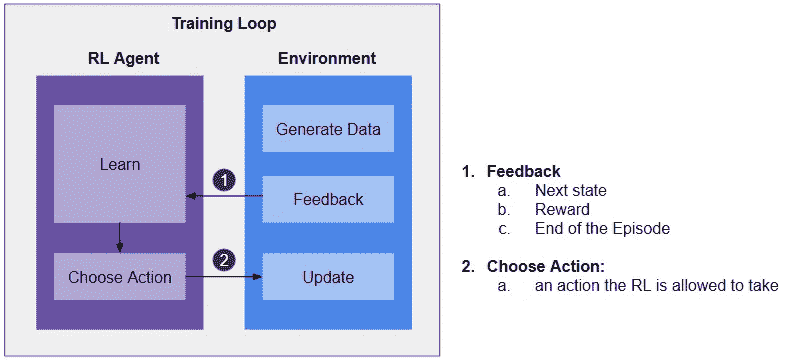 Training Loop
RL Agent
Environment
Learn
Choose Action
Generate Data
Feedback
Update
1
2
1. Feedback
a. Next state
b. Reward
c. End of the Episode
2. Choose Action:
a. an action the RL is allowed to take